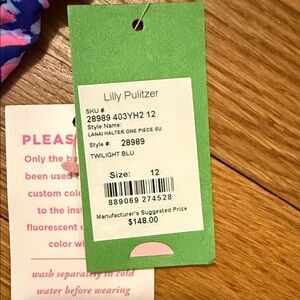 Lilly Pulitzer
SKU #
28989 403YH2 12
Style Name:
LANAI HALTER ONE PIECE SU
Style #: 28989
TWILIGHT BLU
Size: 12
889069 274528
Manufacturer's Suggested Price
$148.00
PLEAS
Only the be
been used
custom colo
to the inst
fluorescent c
color wi
wash separately in cold
water before wearing